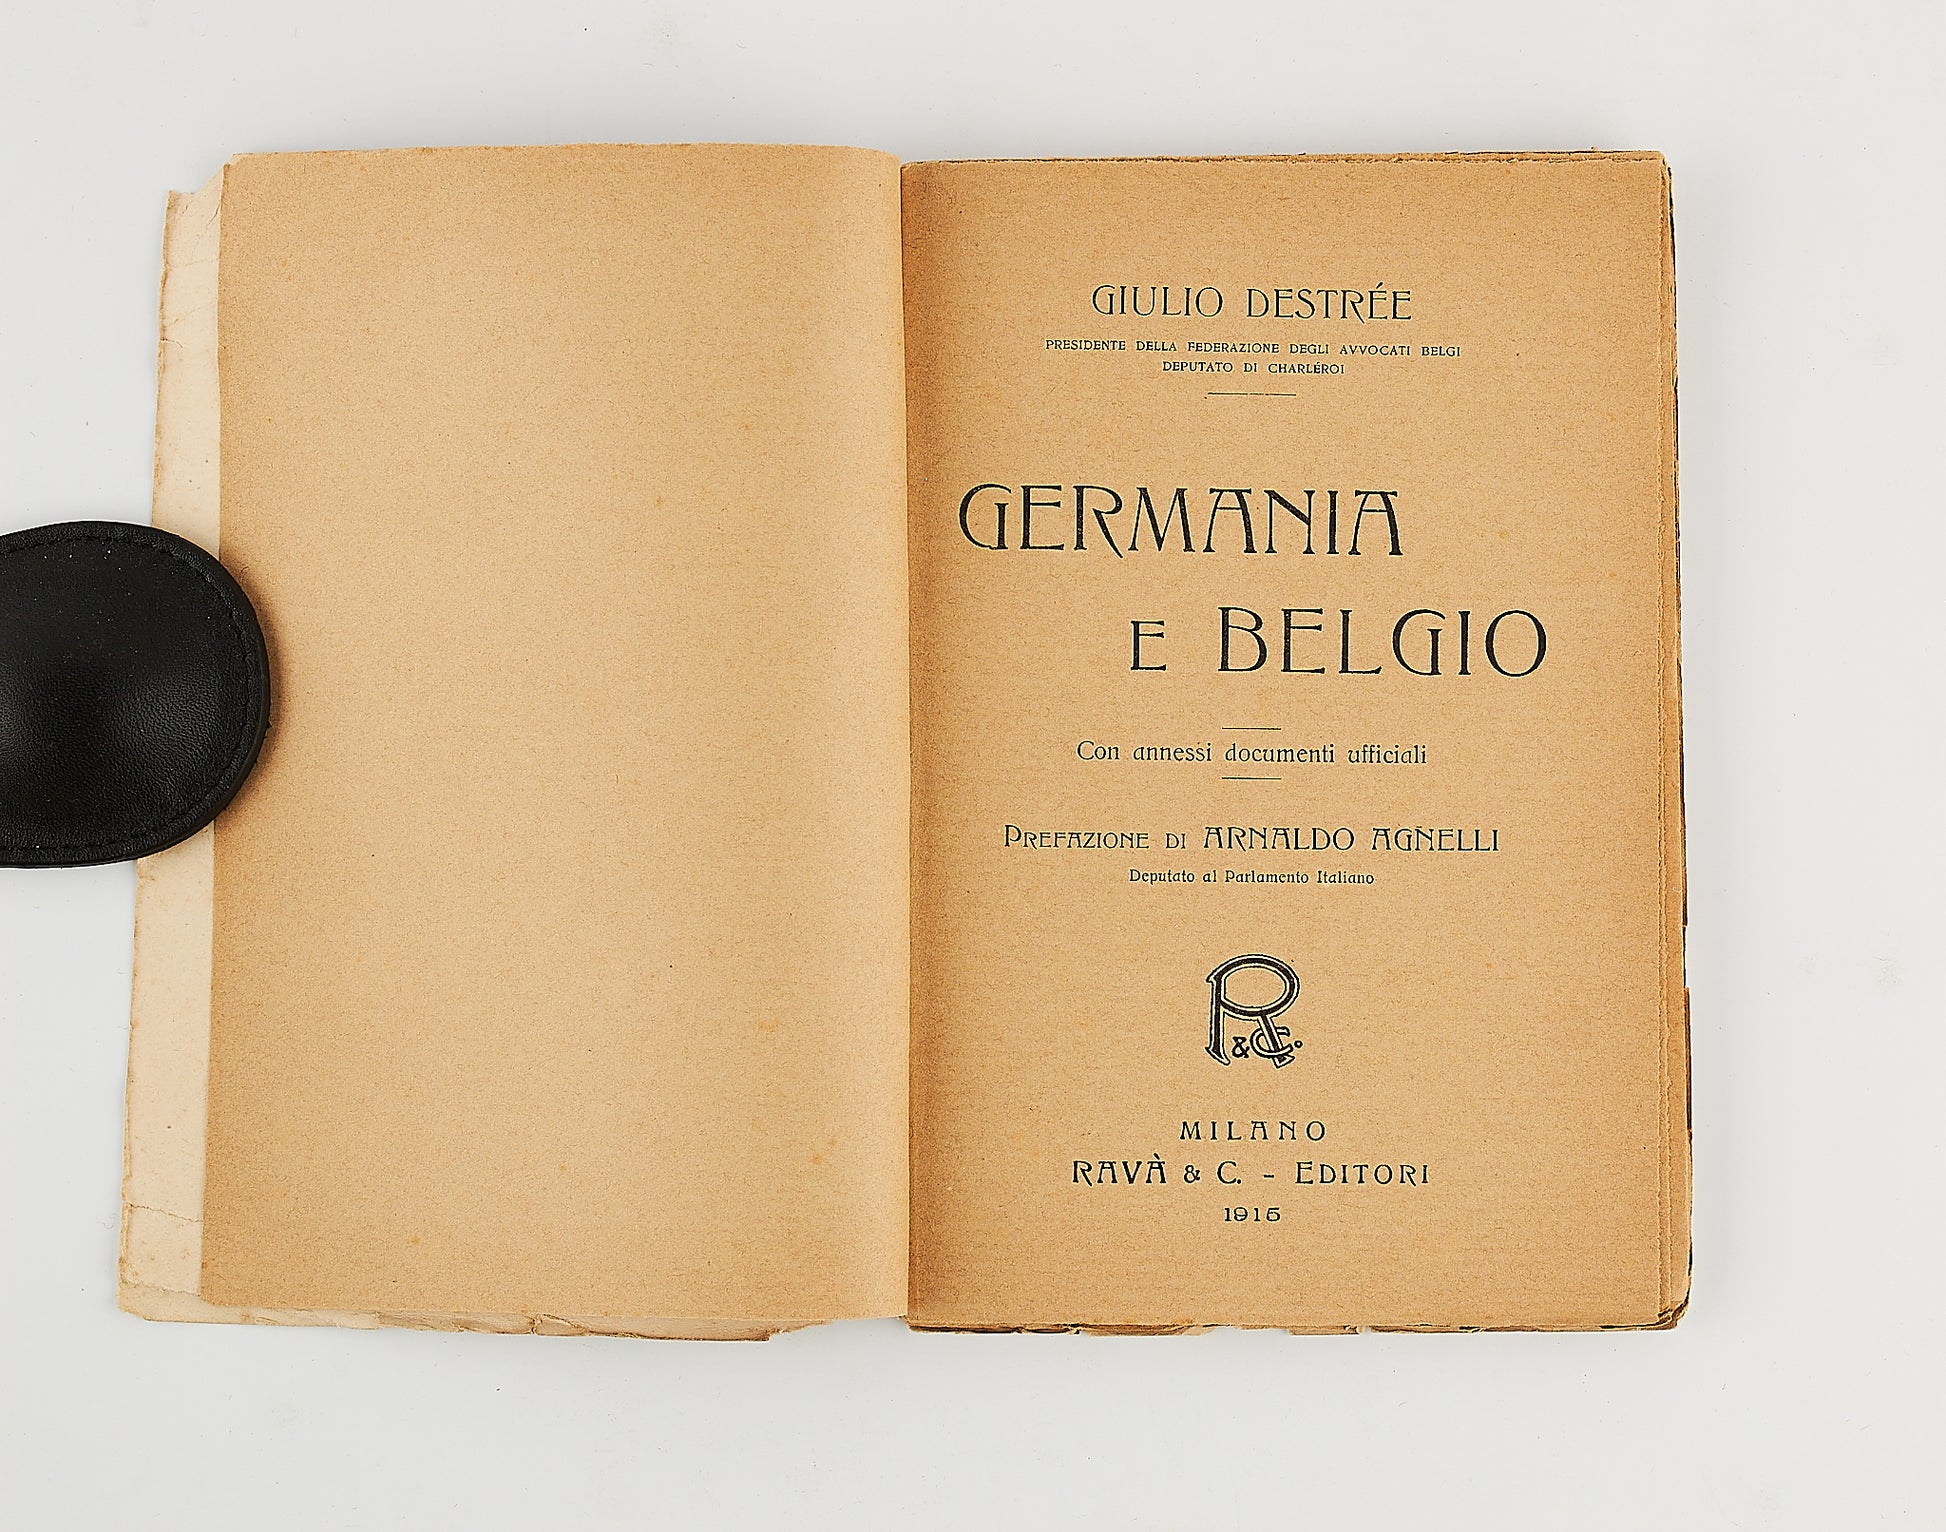 GIULIO DESTRÉE
PRESIDENTE DELLA FEDERAZIONE DEGLI AVVOCATI BELGI
DEPUTATO DI CHARLÉROI
GERMANIA
E BELGIO
Con annessi documenti ufficiali
PREFAZIONE DI ARNALDO AGNELLI
Deputato al Parlamento Italiano
R & C.
MILANO
RAVÀ & C. - EDITORI
1915